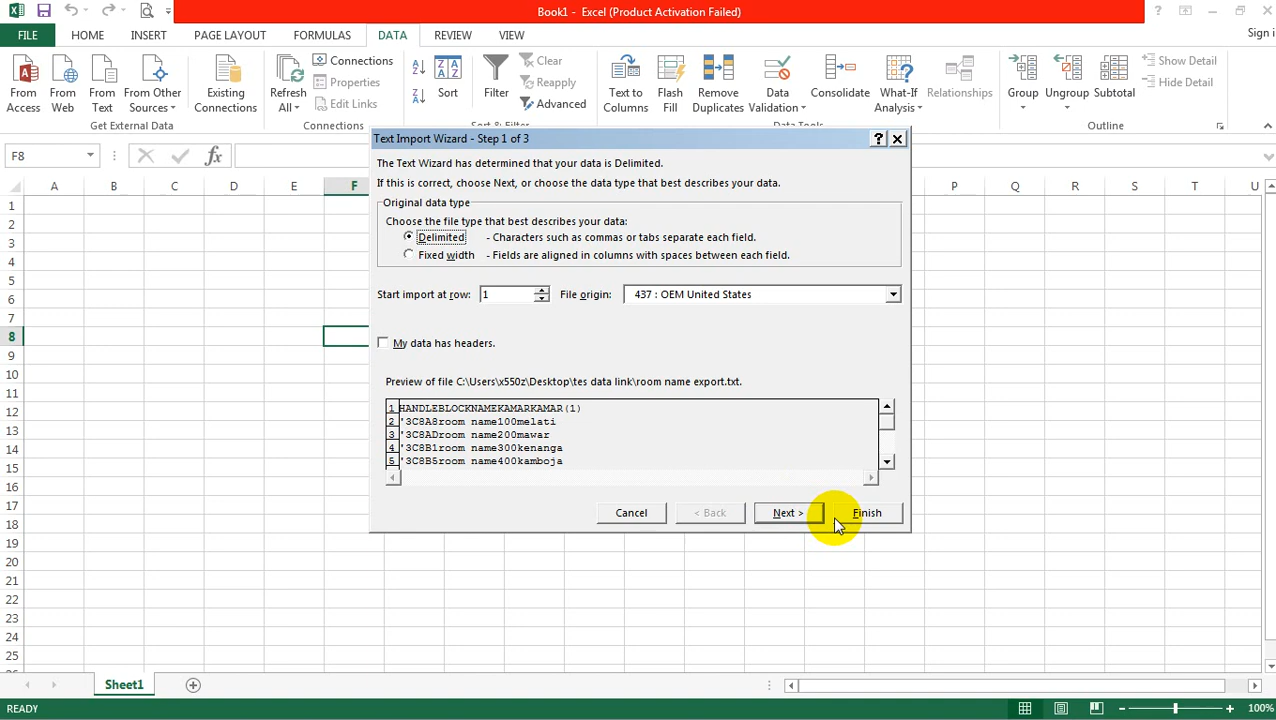 Book1 - Excel (Product Activation Failed)
FILE HOME INSERT PAGE LAYOUT FORMULAS DATA REVIEW VIEW
Sign i
From Access
From Web
From Text
From Other Sources
Existing Connections
Get External Data
Refresh All
Connections
Properties
Edit Links
Connections
Sort
Filter
Clear
Reapply
Advanced
Sort & Filter
Text to Columns
Flash Fill
Remove Duplicates
Data Validation
Consolidate
What-If Analysis
Relationships
Data Tools
Group
Ungroup
Subtotal
Show Detail
Hide Detail
Outline
F8
A B C D E F P Q R S T U
1
2
3
4
5
6
7
8
9
10
11
12
13
14
15
16
17
18
19
20
21
22
23
24
25
Text Import Wizard - Step 1 of 3
The Text Wizard has determined that your data is Delimited.
If this is correct, choose Next, or choose the data type that best describes your data.
Original data type
Choose the file type that best describes your data:
Delimited - Characters such as commas or tabs separate each field.
Fixed width - Fields are aligned in columns with spaces between each field.
Start import at row: 1 File origin: 437 : OEM United States
My data has headers.
Preview of file C:\Users\x550z\Desktop\tes data link\room name export.txt.
1 HANDLEBLOCKNAMEKAMARKAMAR(1)
2 '3C8A8room name100melati
3 '3C8ADroom name200mawar
4 '3C8B1room name300kenanga
5 '3C8B5room name400kamboja
Cancel < Back Next > Finish
Sheet1
READY
100%